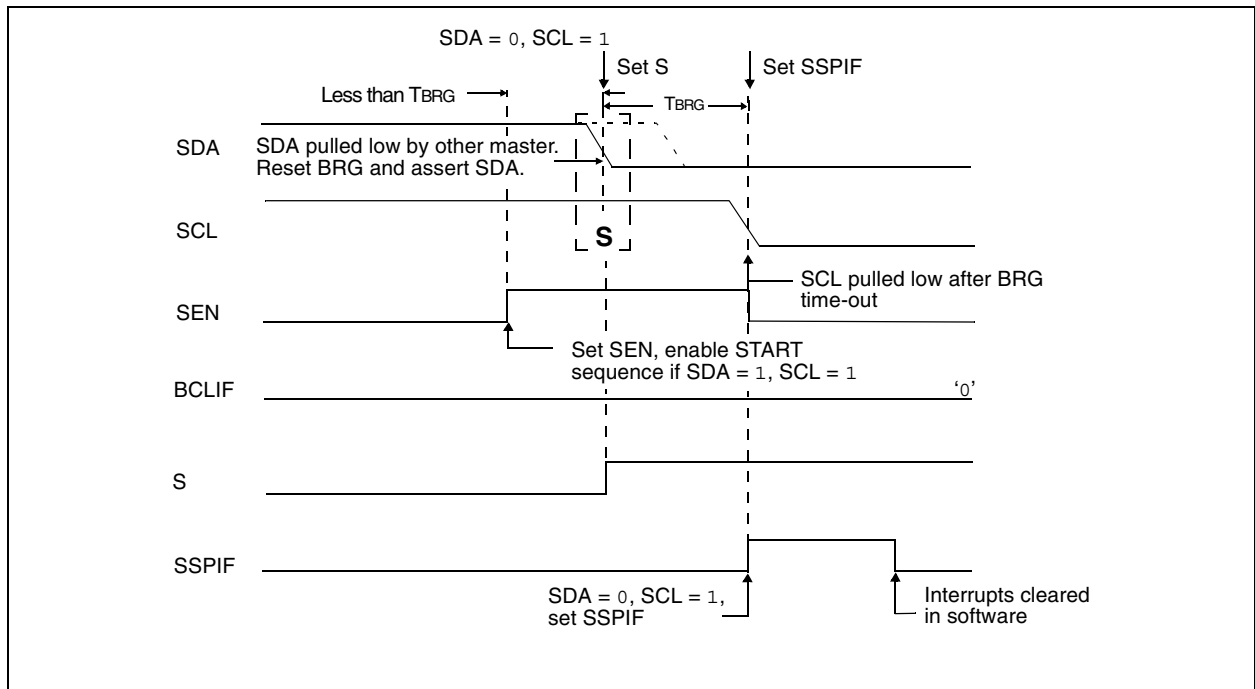 SDA = 0, SCL = 1
Set S
Set SSPIF
Less than TBRG
TBRG
SDA
SDA pulled low by other master.
Reset BRG and assert SDA.
SCL
S
SCL pulled low after BRG
time-out
SEN
Set SEN, enable START
sequence if SDA = 1, SCL = 1
BCLIF
‘0’
S
SSPIF
SDA = 0, SCL = 1,
set SSPIF
Interrupts cleared
in software